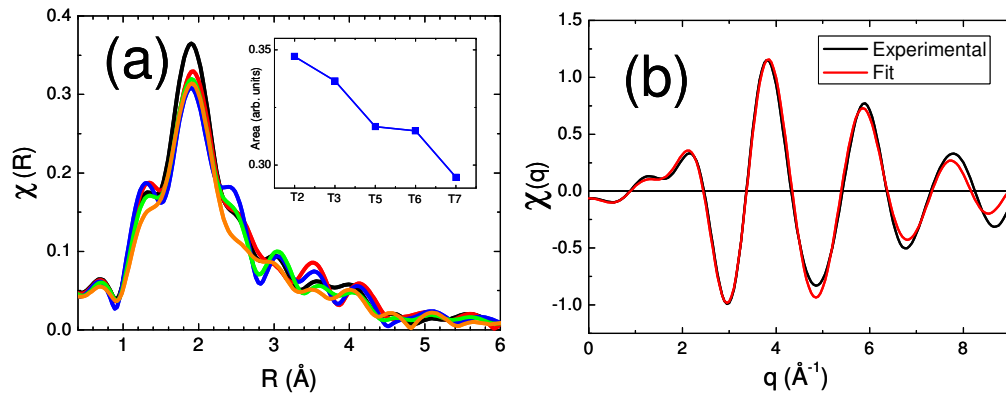 (a)
χ(R)
0.4
0.3
0.2
0.1
0.0
1 2 3 4 5 6
R (Å)
Area (arb. units)
0.35
0.30
T2 T3 T5 T6 T7
(b)
Experimental
Fit
χ(q)
1.5
1.0
0.5
0.0
-0.5
-1.0
0 2 4 6 8
q (Å⁻¹)